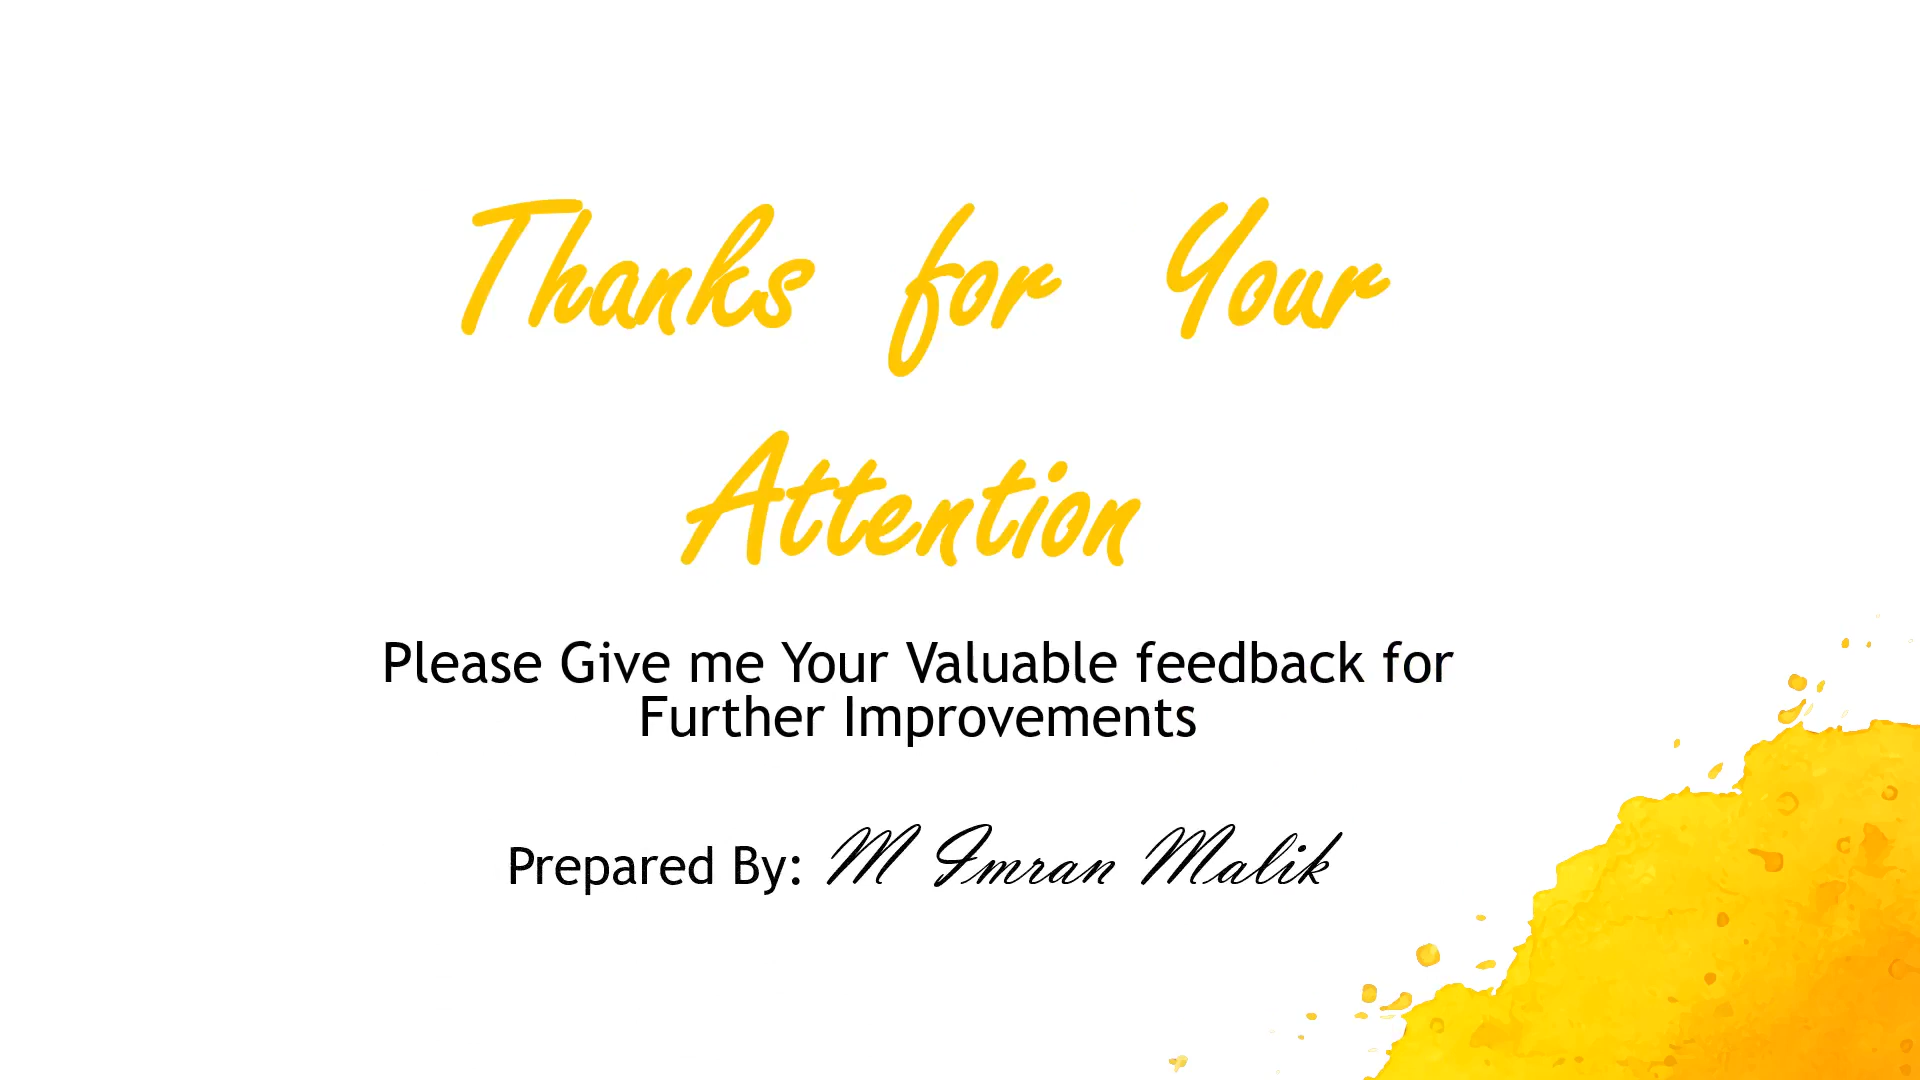 Thanks for Your
Attention
Please Give me Your Valuable feedback for
Further Improvements
Prepared By: M Imran Malik